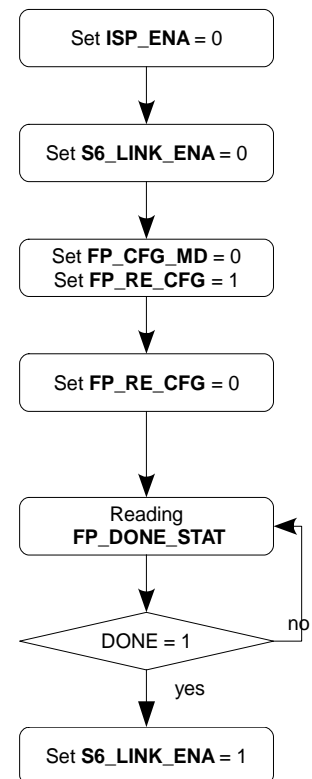 Set ISP_ENA = 0
Set S6_LINK_ENA = 0
Set FP_CFG_MD = 0
Set FP_RE_CFG = 1
Set FP_RE_CFG = 0
Reading
FP_DONE_STAT
DONE = 1
no
yes
Set S6_LINK_ENA = 1